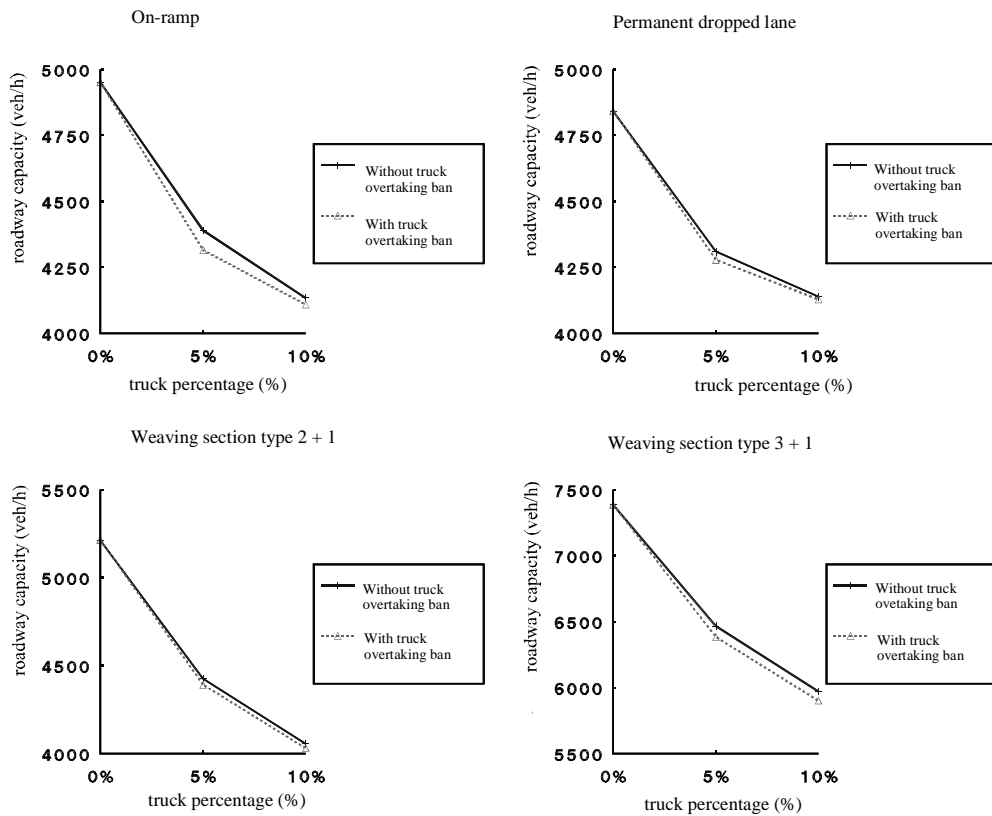 On-ramp
roadway capacity (veh/h)
5000
4750
4500
4250
4000
0%
5%
10%
truck percentage (%)
Without truck
overtaking ban
With truck
overtaking ban
Permanent dropped lane
roadway capacity (veh/h)
5000
4750
4500
4250
4000
0%
5%
10%
truck percentage (%)
Without truck
overtaking ban
With truck
overtaking ban
Weaving section type 2 + 1
roadway capacity (veh/h)
5500
5000
4500
4000
0%
5%
10%
truck percentage (%)
Without truck
overtaking ban
With truck
overtaking ban
Weaving section type 3 + 1
roadway capacity (veh/h)
7500
7000
6500
6000
5500
0%
5%
10%
truck percentage (%)
Without truck
ovetaking ban
With truck
overtaking ban